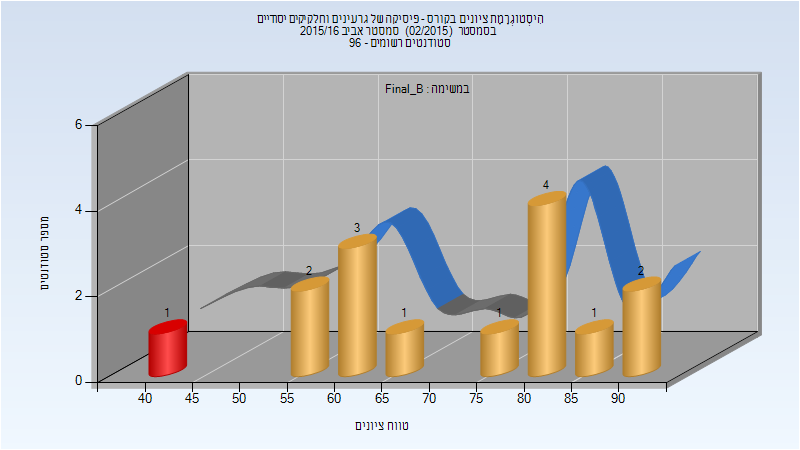 היסטוגרמת ציונים בקורס - פיסיקה של גרעינים וחלקיקים יסודיים
בסמסטר (02/2015) סמסטר אביב 2015/16
סטודנטים רשומים - 96
במשימה : Final_B
מספר סטודנטים
6
4
2
0
1
2
3
1
1
4
1
2
40 45 50 55 60 65 70 75 80 85 90
טווח ציונים